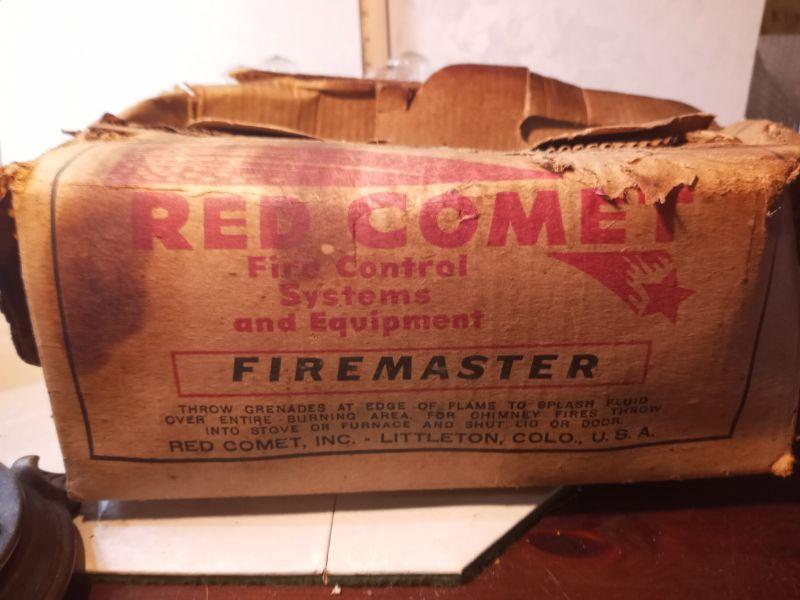 RED COMET
Fire Control
Systems
and Equipment
FIREMASTER
THROW GRENADES AT EDGE OF FLAME TO SPLASH FLUID
OVER ENTIRE BURNING AREA. FOR CHIMNEY FIRES THROW
INTO STOVE OR FURNACE AND SHUT LID OR DOOR.
RED COMET, INC. - LITTLETON, COLO., U. S. A.